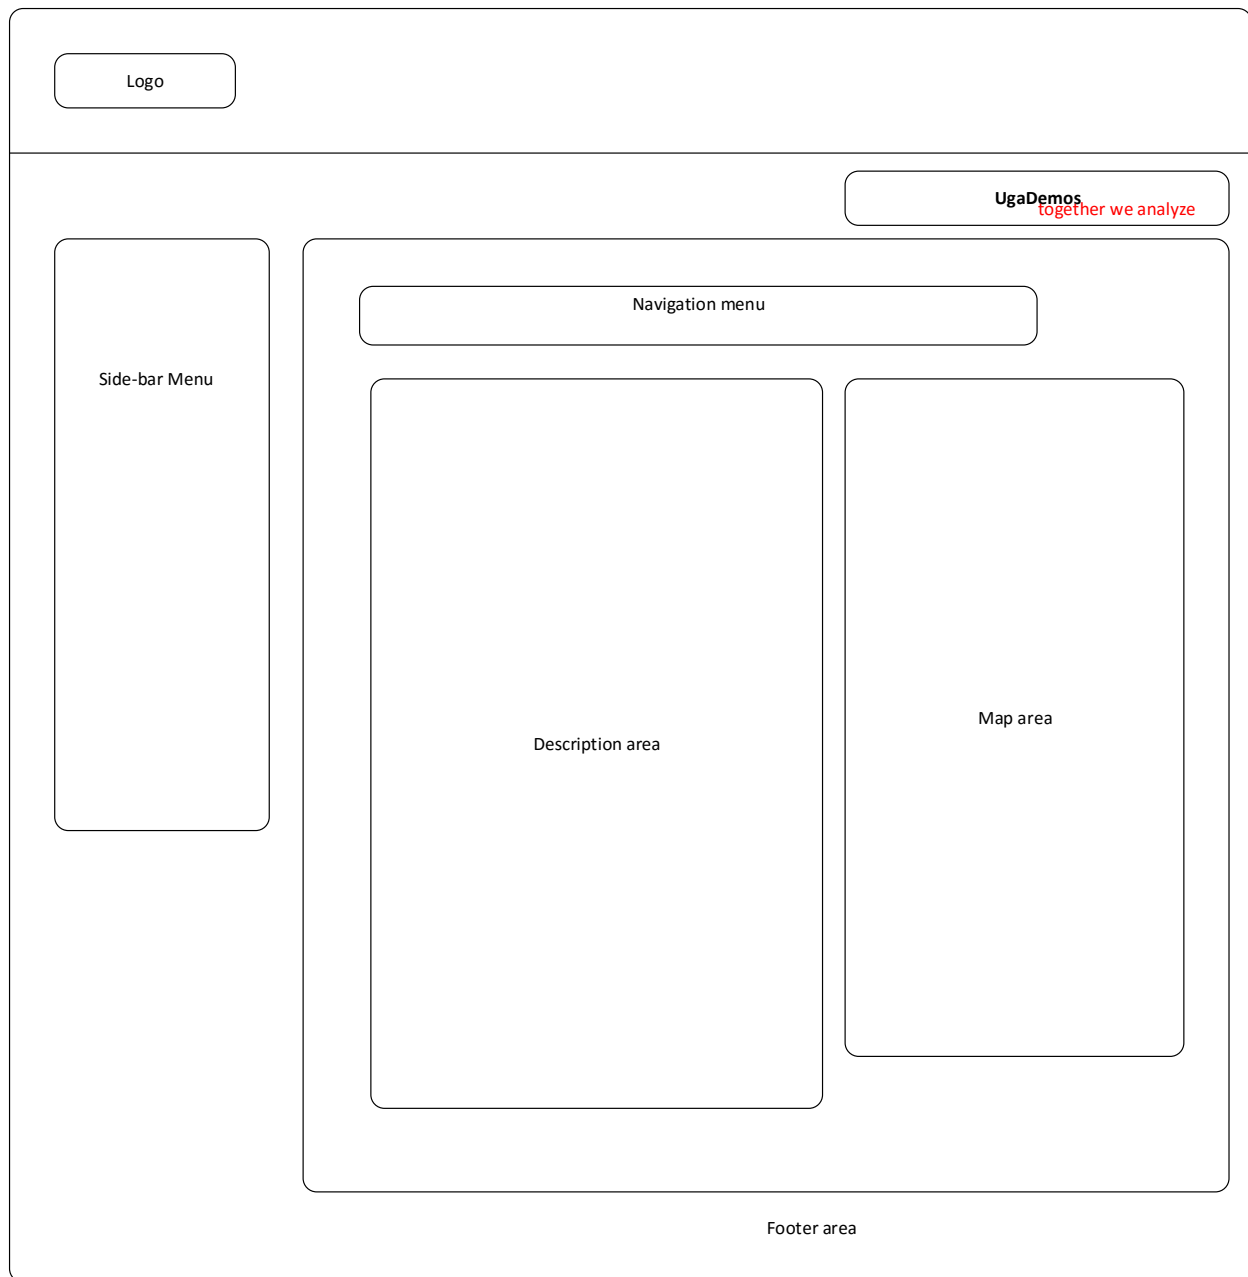 Logo
UgaDemos
together we analyze
Navigation menu
Side-bar Menu
Description area
Map area
Footer area